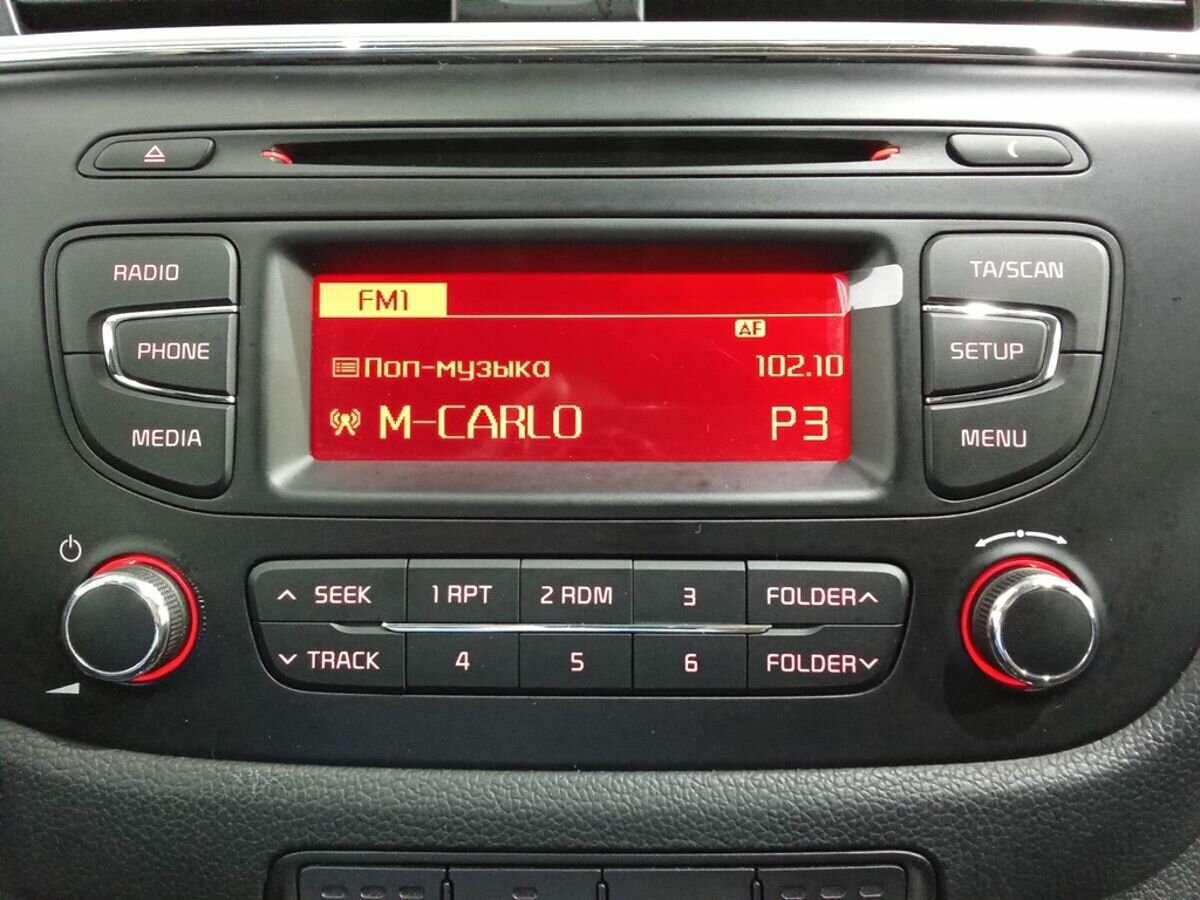 RADIO
PHONE
MEDIA
FM1
AF
Поп-музыка 102.10
M-CARLO P3
TA/SCAN
SETUP
MENU
SEEK 1 RPT 2 RDM 3 FOLDER
TRACK 4 5 6 FOLDER